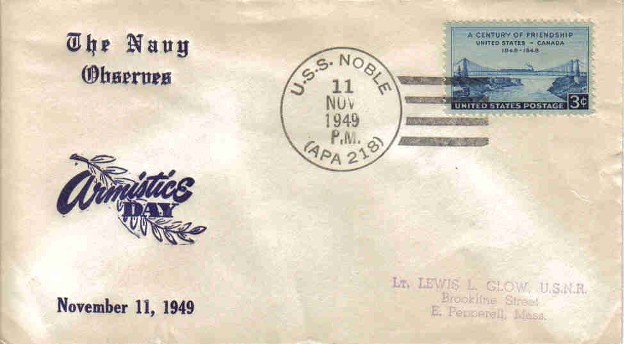 The Navy
Observes
Armistice
DAY
November 11, 1949
U.S.S. NOBLE
11
NOV
1949
P.M.
(APA 218)
A CENTURY OF FRIENDSHIP
UNITED STATES - CANADA
1848-1948
UNITED STATES POSTAGE 3¢
LT. LEWIS L. GLOW, U.S.N.R.
Brookline Street
E. Pepperell, Mass.